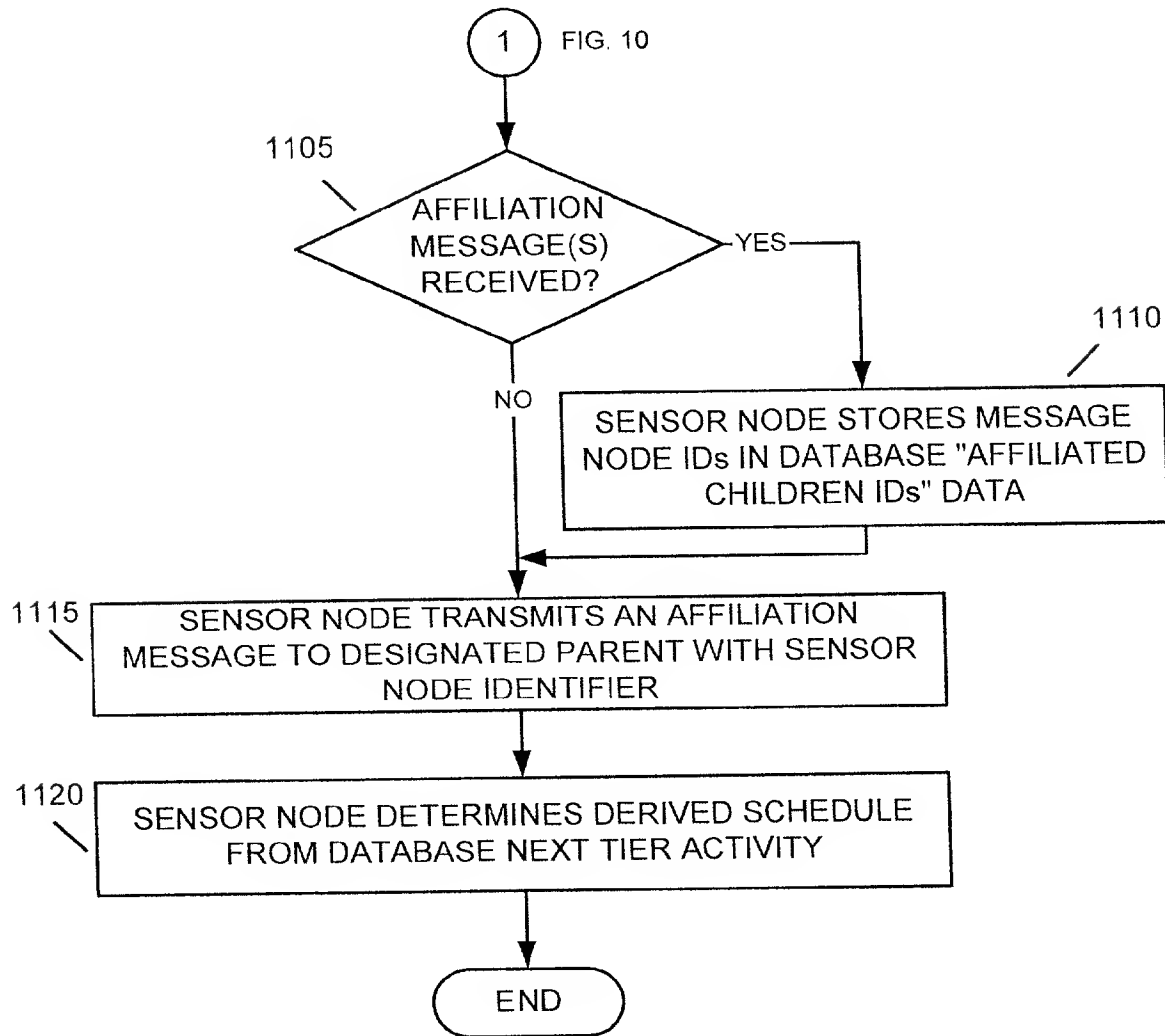 1
FIG. 10
1105
AFFILIATION
MESSAGE(S)
RECEIVED?
YES
1110
NO
SENSOR NODE STORES MESSAGE
NODE IDs IN DATABASE "AFFILIATED
CHILDREN IDs" DATA
1115
SENSOR NODE TRANSMITS AN AFFILIATION
MESSAGE TO DESIGNATED PARENT WITH SENSOR
NODE IDENTIFIER
1120
SENSOR NODE DETERMINES DERIVED SCHEDULE
FROM DATABASE NEXT TIER ACTIVITY
END